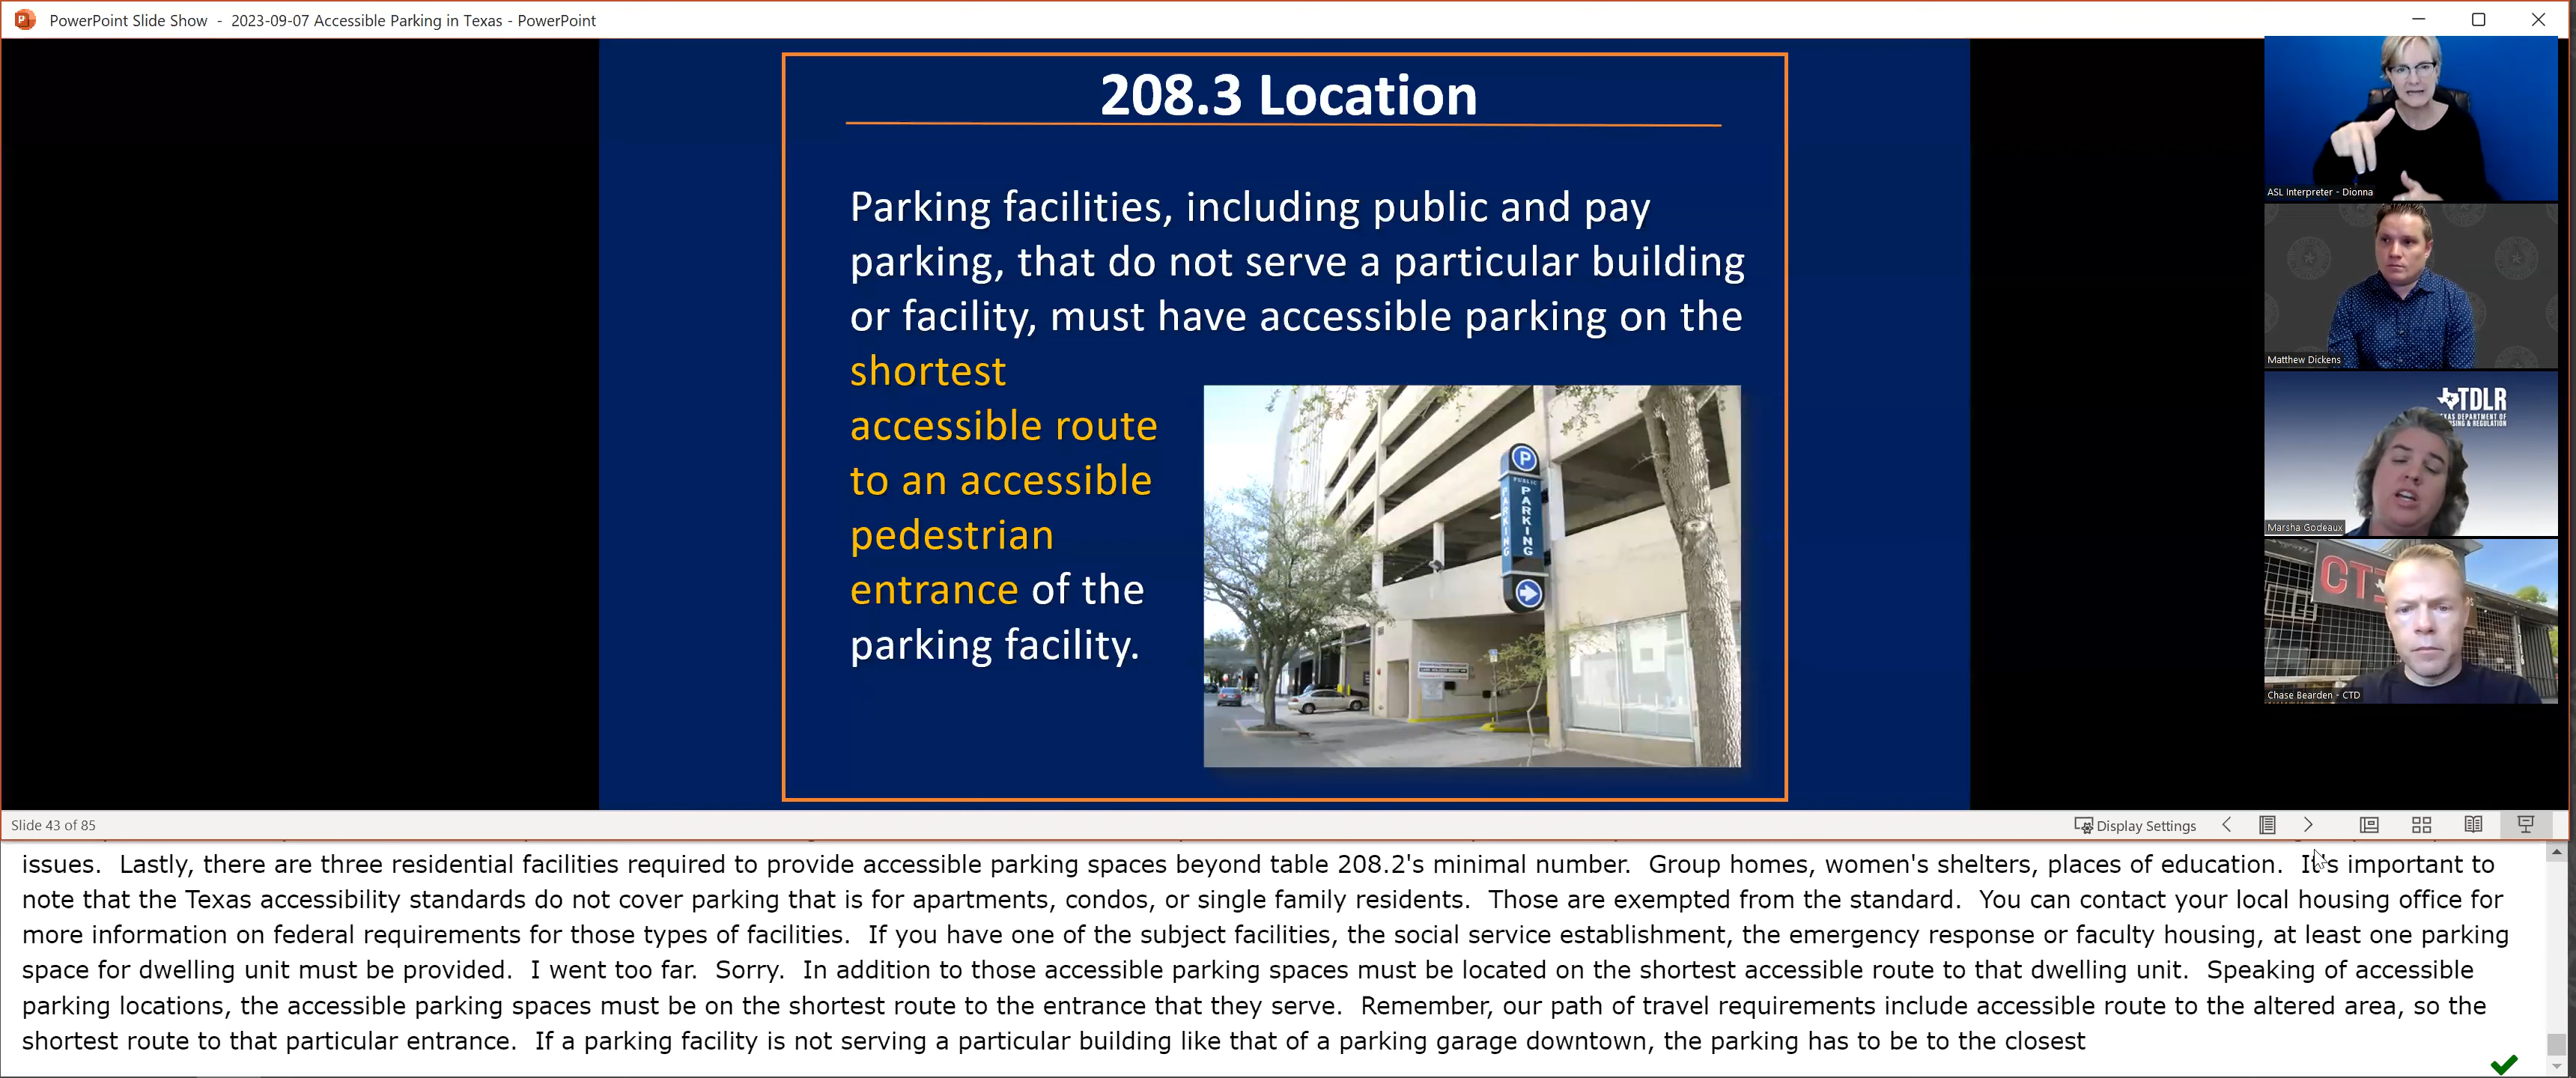 PowerPoint Slide Show - 2023-09-07 Accessible Parking in Texas - PowerPoint
208.3 Location
Parking facilities, including public and pay
parking, that do not serve a particular building
or facility, must have accessible parking on the
shortest
accessible route
to an accessible
pedestrian
entrance of the
parking facility.
P
PUBLIC
PARKING
PARKING
ASL Interpreter - Dionna
Matthew Dickens
TDLR
TEXAS DEPARTMENT OF
& REGULATION
Marsha Godeaux
CT
Chase Bearden - CTD
Slide 43 of 85
Display Settings
issues. Lastly, there are three residential facilities required to provide accessible parking spaces beyond table 208.2's minimal number. Group homes, women's shelters, places of education. It's important to
note that the Texas accessibility standards do not cover parking that is for apartments, condos, or single family residents. Those are exempted from the standard. You can contact your local housing office for
more information on federal requirements for those types of facilities. If you have one of the subject facilities, the social service establishment, the emergency response or faculty housing, at least one parking
space for dwelling unit must be provided. I went too far. Sorry. In addition to those accessible parking spaces must be located on the shortest accessible route to that dwelling unit. Speaking of accessible
parking locations, the accessible parking spaces must be on the shortest route to the entrance that they serve. Remember, our path of travel requirements include accessible route to the altered area, so the
shortest route to that particular entrance. If a parking facility is not serving a particular building like that of a parking garage downtown, the parking has to be to the closest